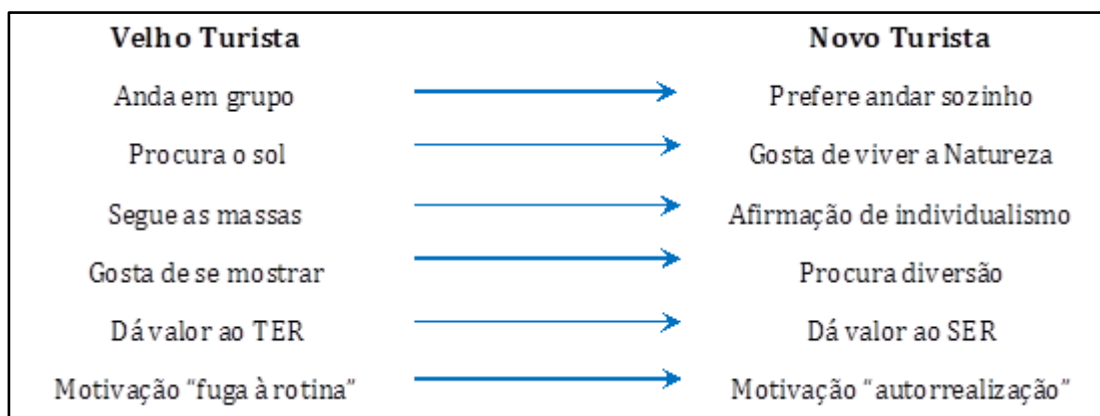 Velho Turista Novo Turista
Anda em grupo Prefere andar sozinho
Procura o sol Gosta de viver a Natureza
Segue as massas Afirmação de individualismo
Gosta de se mostrar Procura diversão
Dá valor ao TER Dá valor ao SER
Motivação “fuga à rotina” Motivação “autorrealização”